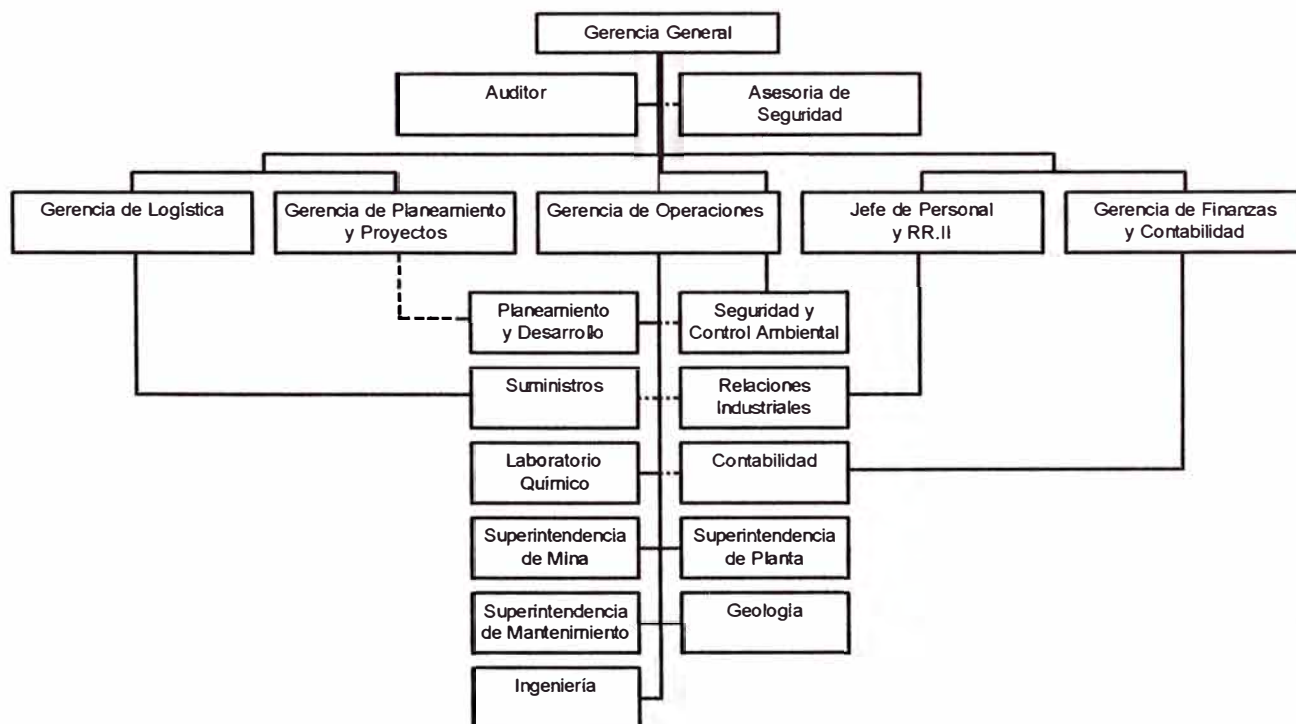 Gerencia General
Auditor
Asesoria de
Seguridad
Gerencia de Logística
Gerencia de Planeamiento
y Proyectos
Gerencia de Operaciones
Jefe de Personal
y RR.II
Gerencia de Finanzas
y Contabilidad
Planeamiento
y Desarrollo
Seguridad y
Control Ambiental
Suministros
Relaciones
Industriales
Laboratorio
Químico
Contabilidad
Superintendencia
de Mina
Superintendencia
de Planta
Superintendencia
de Mantenimiento
Geología
Ingeniería